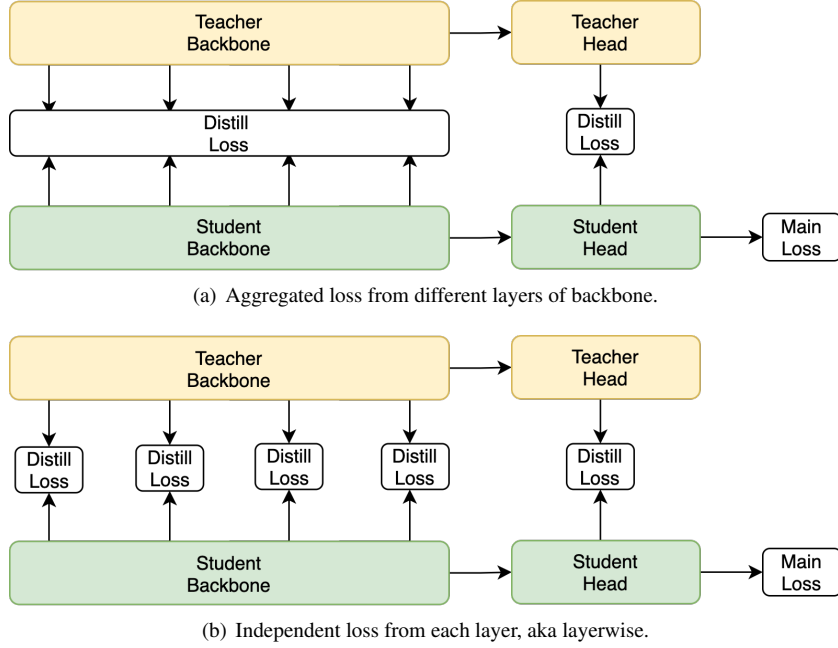 Teacher
Backbone
Teacher
Head
Distill
Loss
Distill
Loss
Student
Backbone
Student
Head
Main
Loss
(a) Aggregated loss from different layers of backbone.
Teacher
Backbone
Teacher
Head
Distill
Loss
Distill
Loss
Distill
Loss
Distill
Loss
Distill
Loss
Student
Backbone
Student
Head
Main
Loss
(b) Independent loss from each layer, aka layerwise.